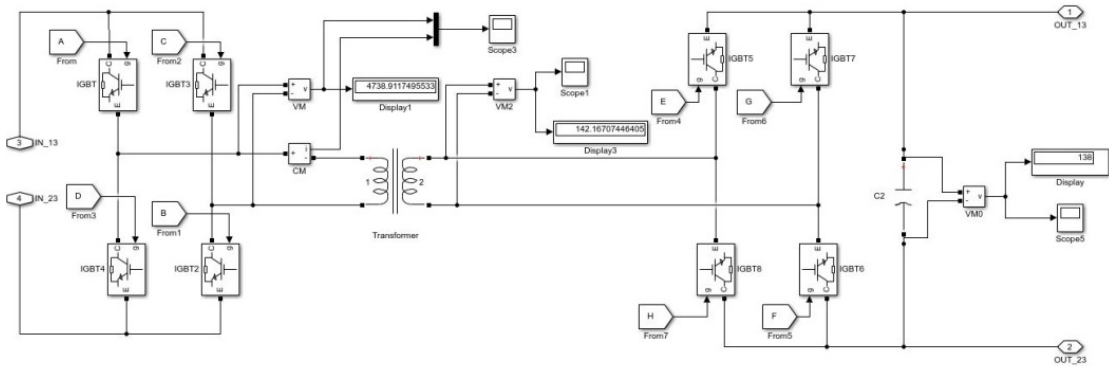 A
From
C
From2
IGBT
IGBT3
C
g
E
C
g
E
3
IN_13
4
IN_23
D
From3
B
From1
IGBT4
IGBT2
C
g
E
C
g
E
+
-
v
VM
+
-
i
CM
4738.9117495533
Display1
Scope3
1
2
+
+
Transformer
+
-
v
VM2
Scope1
142.16707446405
Display3
E
From4
G
From6
IGBT5
IGBT7
E
g
C
E
g
C
H
From7
F
From5
IGBT8
IGBT6
E
g
C
E
g
C
C2
+
+
-
v
VM0
138
Display
Scope5
1
OUT_13
2
OUT_23